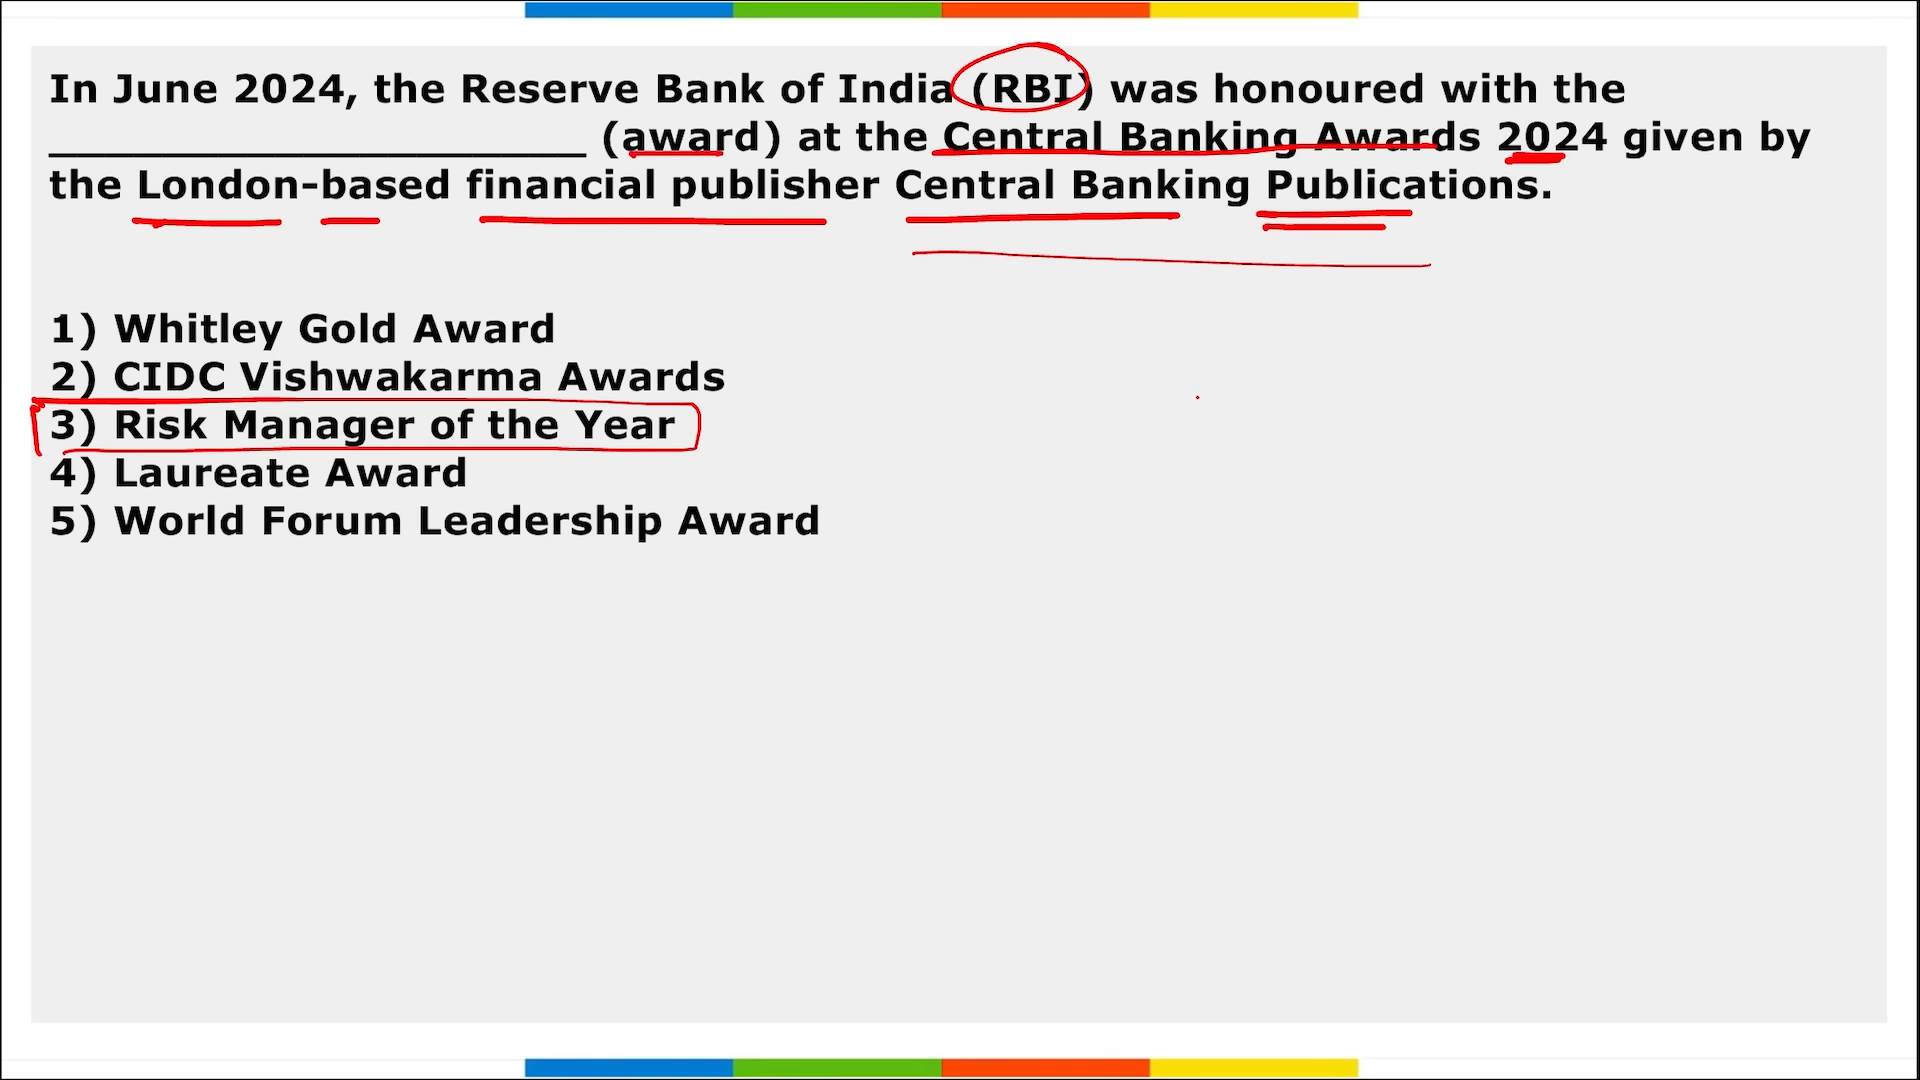 In June 2024, the Reserve Bank of India (RBI) was honoured with the
__________________________ (award) at the Central Banking Awards 2024 given by
the London-based financial publisher Central Banking Publications.
1) Whitley Gold Award
2) CIDC Vishwakarma Awards
3) Risk Manager of the Year
4) Laureate Award
5) World Forum Leadership Award